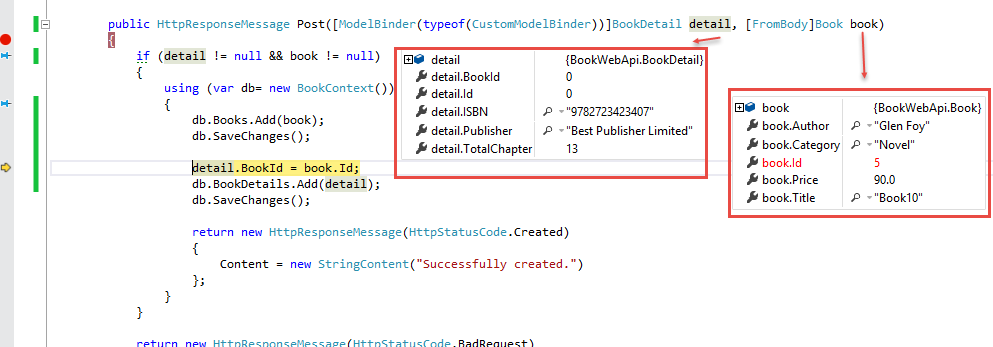 public HttpResponseMessage Post([ModelBinder(typeof(CustomModelBinder))]BookDetail detail, [FromBody]Book book)
{
if (detail != null && book != null)
{
using (var db= new BookContext())
{
db.Books.Add(book);
db.SaveChanges();
detail.BookId = book.Id;
db.BookDetails.Add(detail);
db.SaveChanges();
return new HttpResponseMessage(HttpStatusCode.Created)
{
Content = new StringContent("Successfully created.")
};
}
}
return new HttpResponseMessage(HttpStatusCode.BadRequest)
detail {BookWebApi.BookDetail}
detail.BookId 0
detail.Id 0
detail.ISBN "9782723423407"
detail.Publisher "Best Publisher Limited"
detail.TotalChapter 13
book {BookWebApi.Book}
book.Author "Glen Foy"
book.Category "Novel"
book.Id 5
book.Price 90.0
book.Title "Book10"